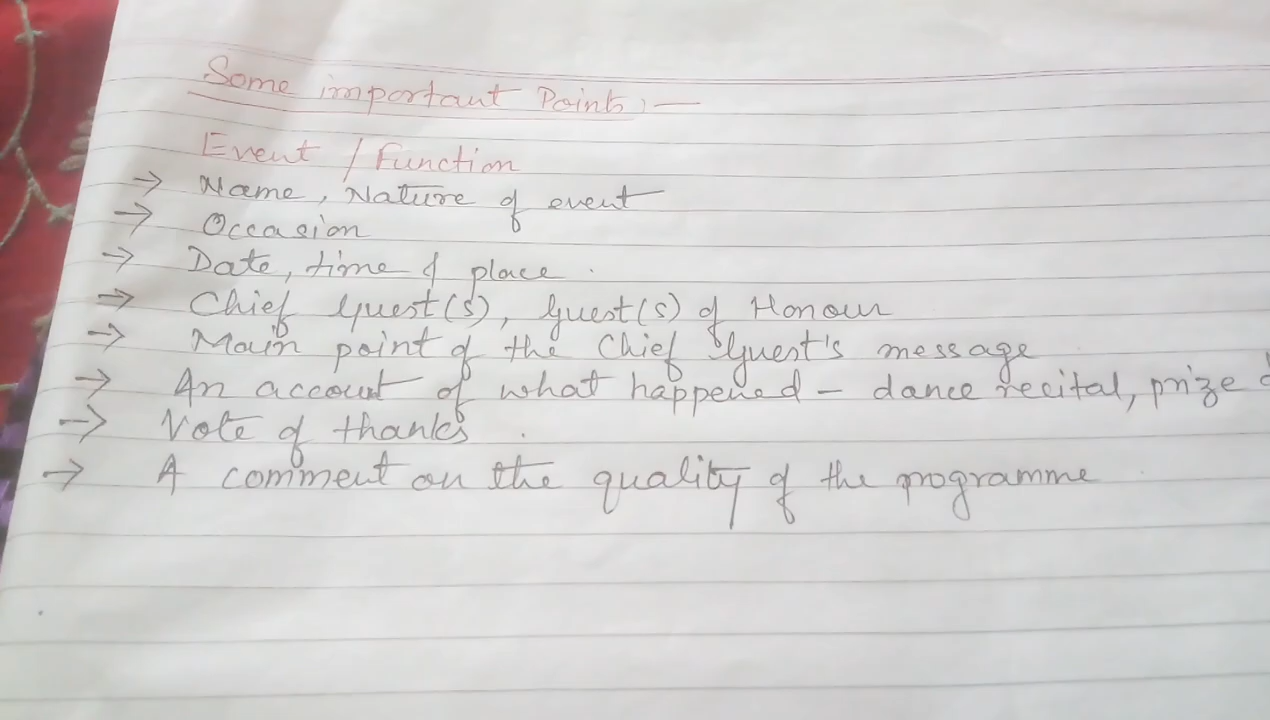 Some important Points :—
Event / Function
→ Name, Nature of event
→ Occasion
→ Date, time & place.
→ Chief Guest(s), Guest(s) of Honour
→ Main point of the Chief Guest's message
→ An account of what happened – dance recital, prize
→ Vote of thanks.
→ A comment on the quality of the programme